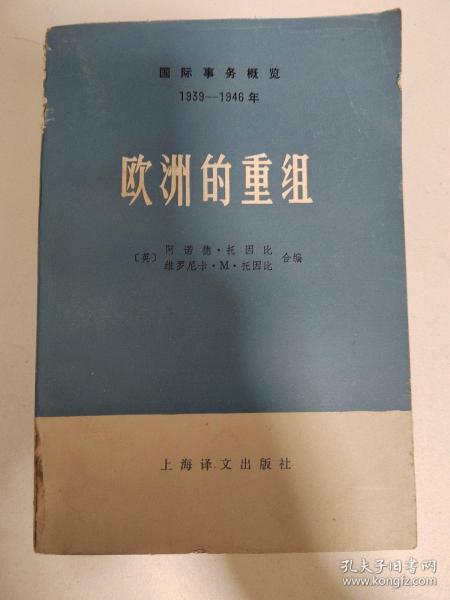 国际事务概览
1939—1946年
欧洲的重组
〔英〕阿诺德·托因比
维罗尼卡·M·托因比 合编
上海译文出版社
孔夫子旧书网
www.kongfz.com